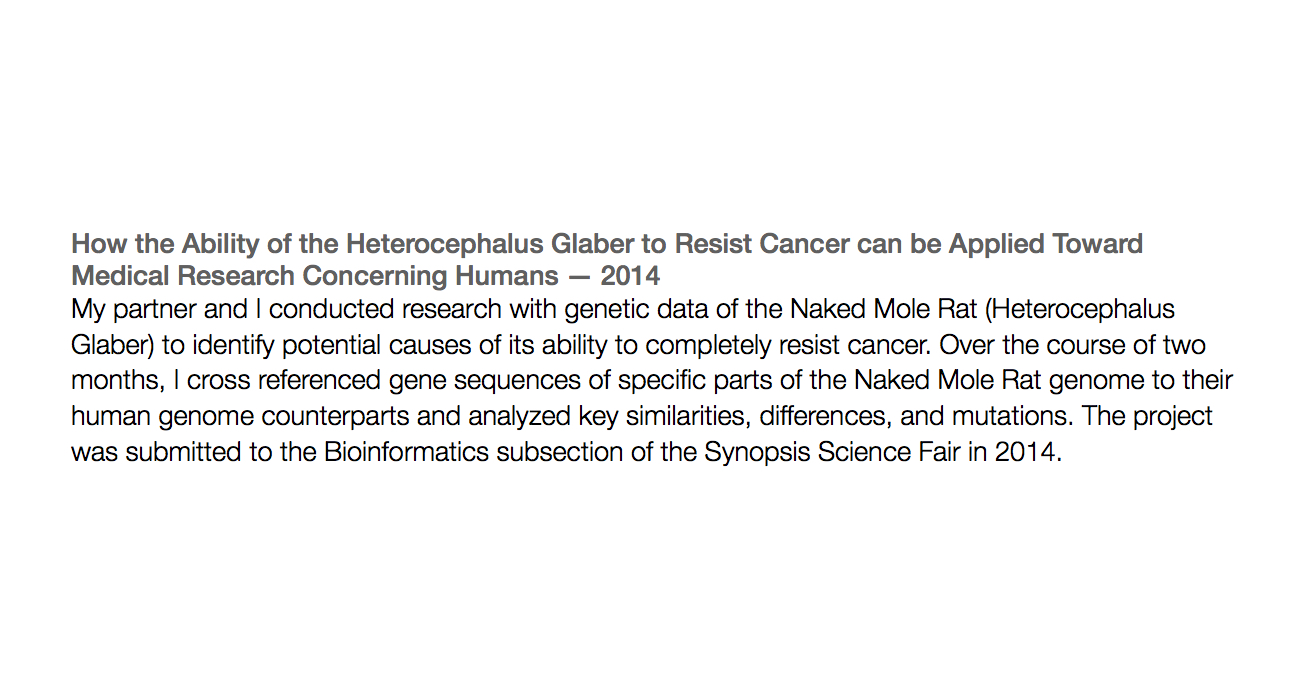 How the Ability of the Heterocephalus Glaber to Resist Cancer can be Applied Toward
Medical Research Concerning Humans — 2014
My partner and I conducted research with genetic data of the Naked Mole Rat (Heterocephalus
Glaber) to identify potential causes of its ability to completely resist cancer. Over the course of two
months, I cross referenced gene sequences of specific parts of the Naked Mole Rat genome to their
human genome counterparts and analyzed key similarities, differences, and mutations. The project
was submitted to the Bioinformatics subsection of the Synopsis Science Fair in 2014.